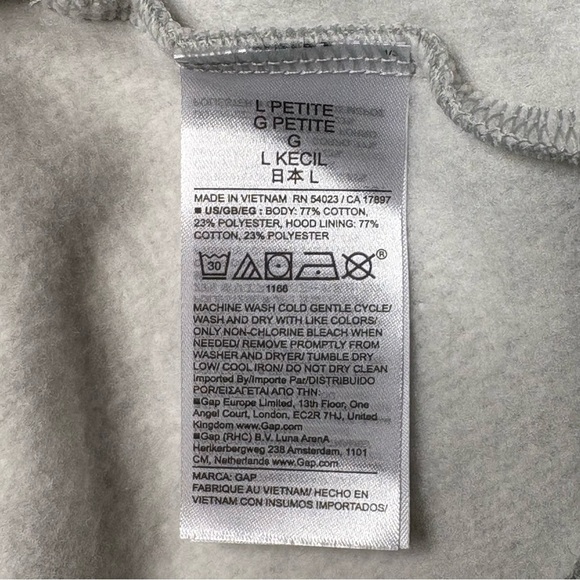 L PETITE
G PETITE
G
L KECIL
日本 L
MADE IN VIETNAM RN 54023 / CA 17897
■ US/GB/EG : BODY: 77% COTTON,
23% POLYESTER, HOOD LINING: 77%
COTTON, 23% POLYESTER
30 ®
1166
MACHINE WASH COLD GENTLE CYCLE/
WASH AND DRY WITH LIKE COLORS/
ONLY NON-CHLORINE BLEACH WHEN
NEEDED/ REMOVE PROMPTLY FROM
WASHER AND DRYER/ TUMBLE DRY
LOW/ COOL IRON/ DO NOT DRY CLEAN
Imported By/Importe Par/DISTRIBUIDO
POR/ΕΙΣΑΓΕΤΑΙ ΑΠΟ ΤΗΝ:
■Gap Europe Limited, 13th Floor, One
Angel Court, London, EC2R 7HJ, United
Kingdom www.Gap.com
■Gap (RHC) B.V. Luna ArenA
Herikerbergweg 238 Amsterdam, 1101
CM, Netherlands www.Gap.com
MARCA: GAP
FABRIQUE AU VIETNAM/ HECHO EN
VIETNAM CON INSUMOS IMPORTADOS/